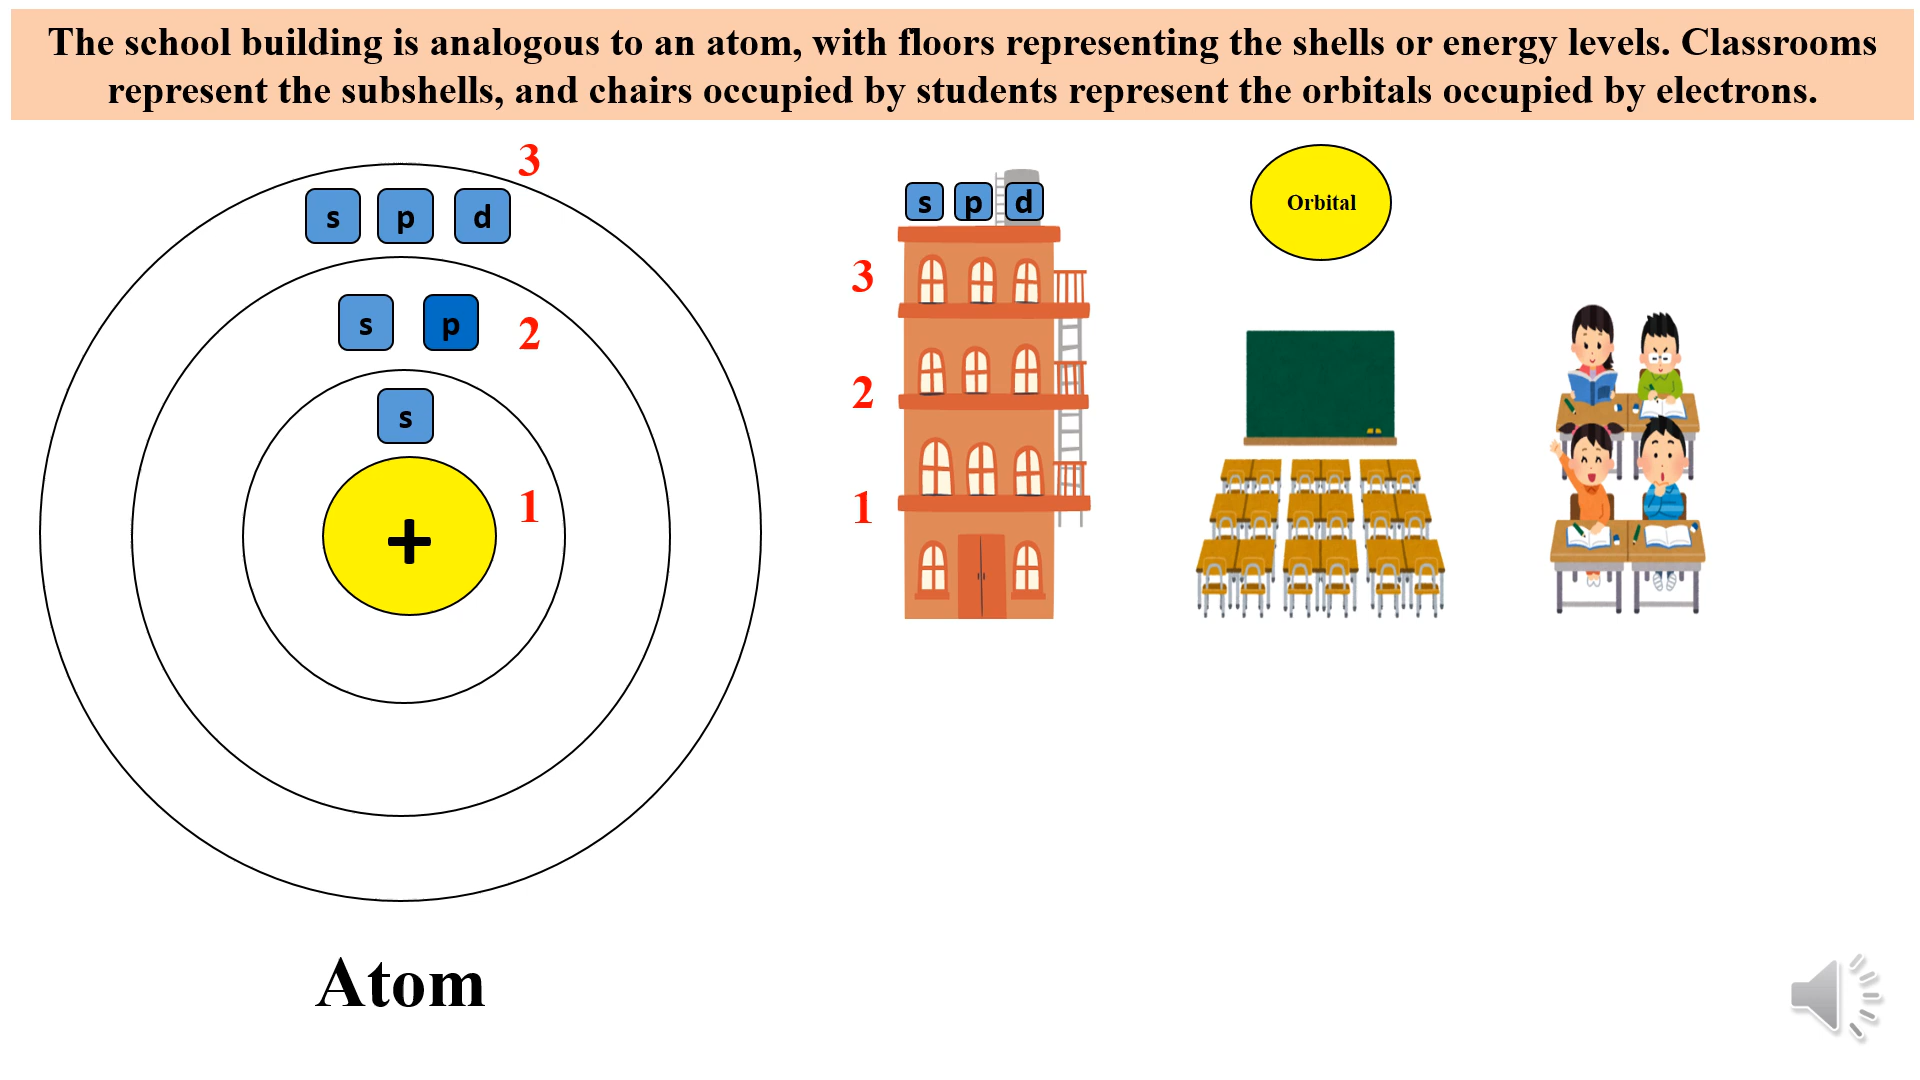 The school building is analogous to an atom, with floors representing the shells or energy levels. Classrooms
represent the subshells, and chairs occupied by students represent the orbitals occupied by electrons.
3
s p d
s p
2
s
+
1
Atom
s p d
3
2
1
Orbital